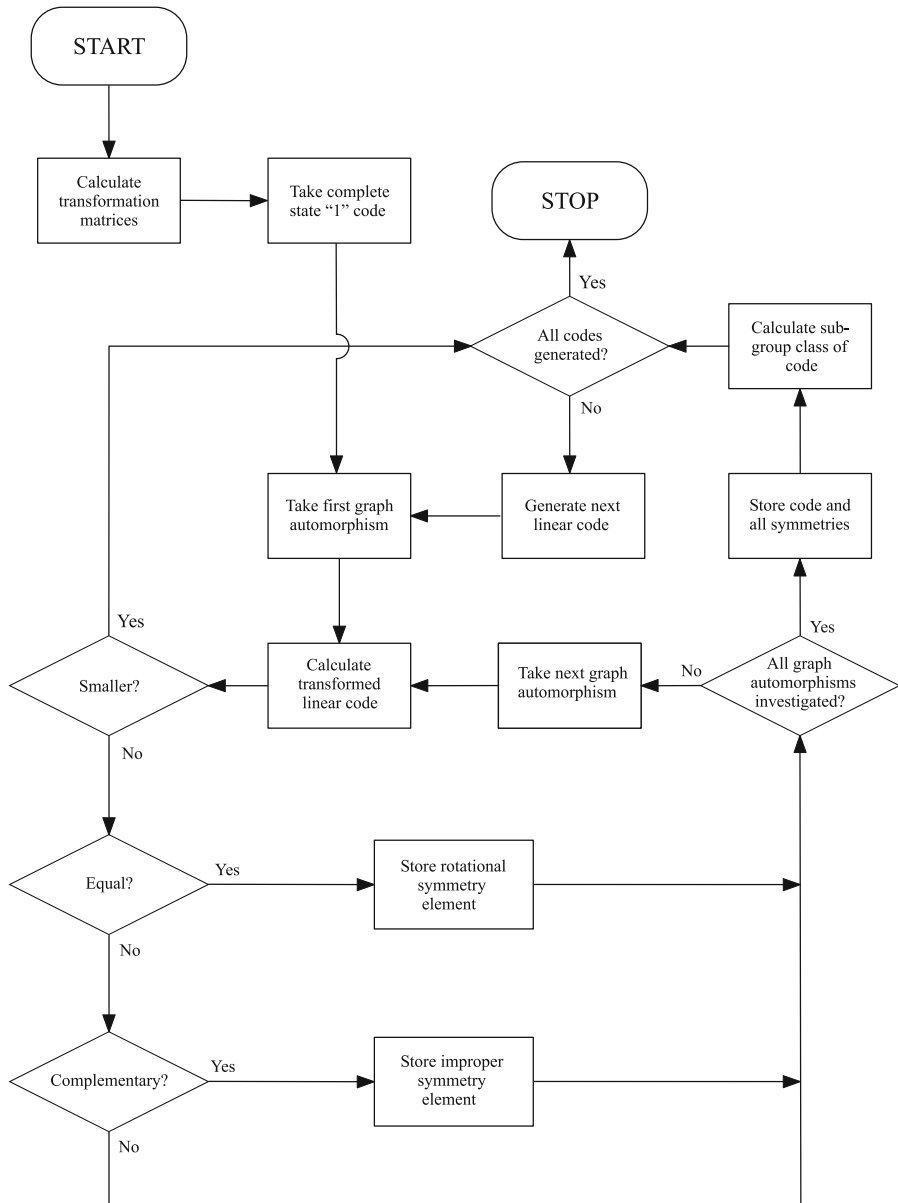 START
Calculate
transformation
matrices
Take complete
state “1” code
STOP
Yes
All codes
generated?
No
Calculate sub-
group class of
code
Take first graph
automorphism
Generate next
linear code
Store code and
all symmetries
Yes
Smaller?
No
Calculate
transformed
linear code
Take next graph
automorphism
No
Yes
All graph
automorphisms
investigated?
Equal?
Yes
No
Store rotational
symmetry
element
Complementary?
Yes
No
Store improper
symmetry
element